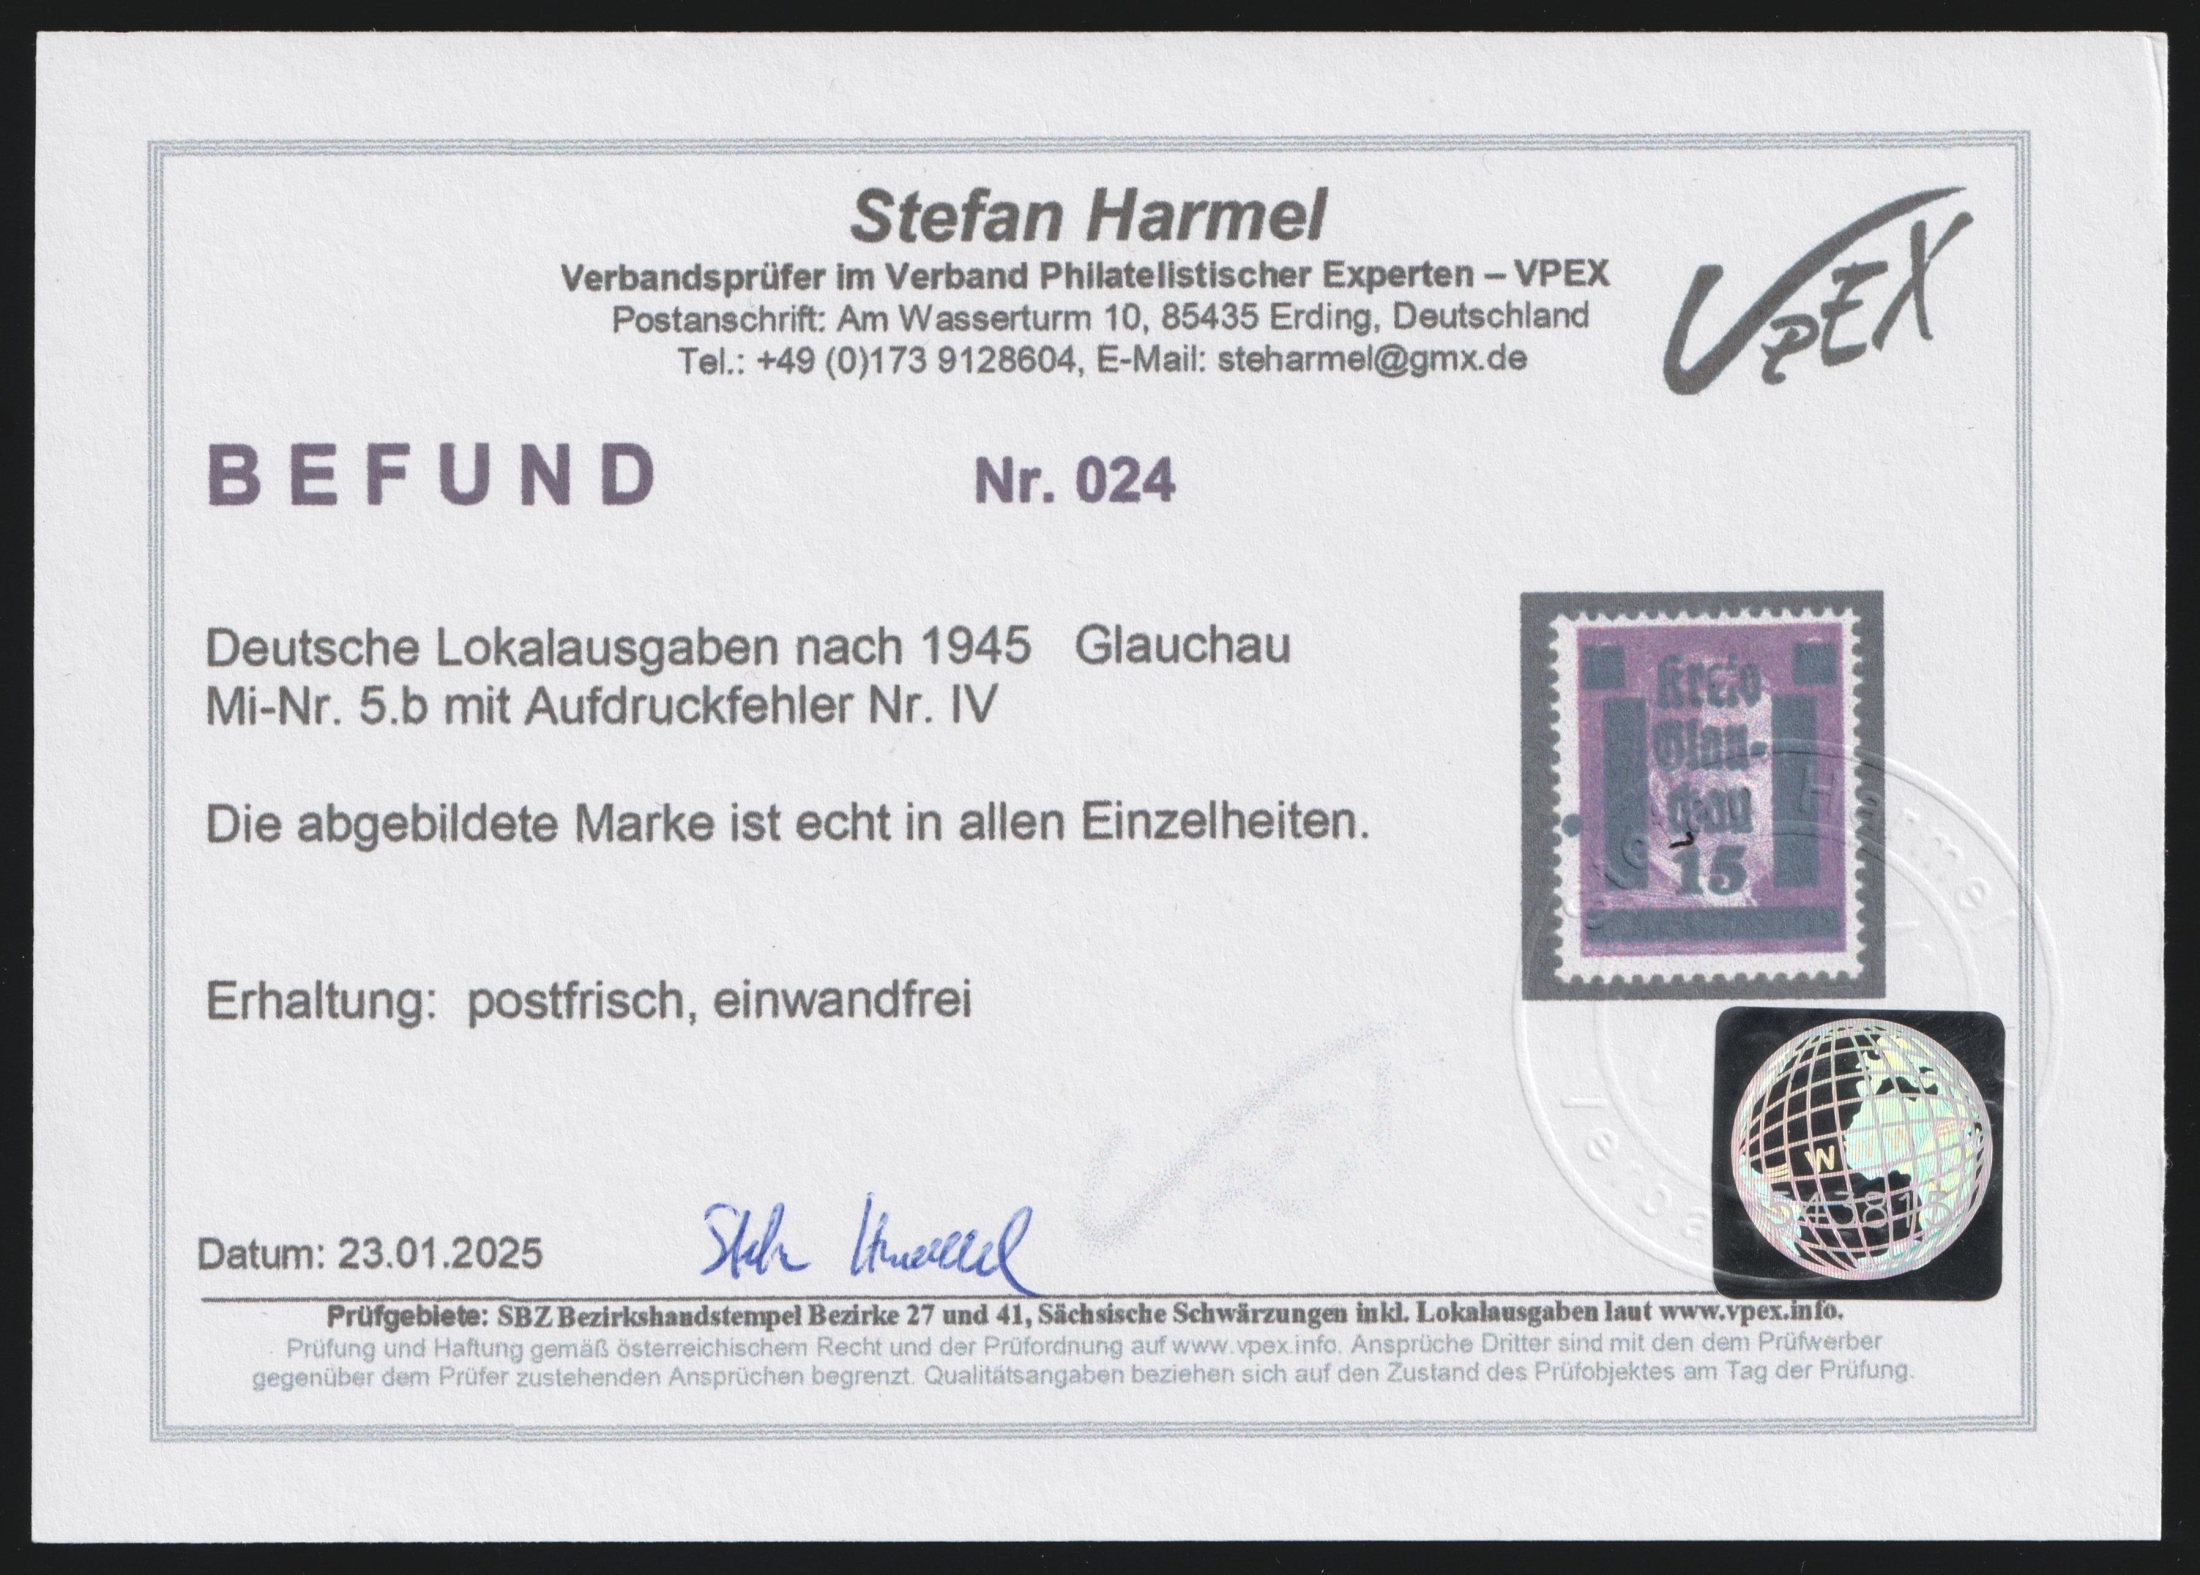 Stefan Harmel
Verbandsprüfer im Verband Philatelistischer Experten – VPEX
Postanschrift: Am Wasserturm 10, 85435 Erding, Deutschland
Tel.: +49 (0)173 9128604, E-Mail: steharmel@gmx.de
VPEX
BEFUND Nr. 024
Deutsche Lokalausgaben nach 1945 Glauchau
Mi-Nr. 5.b mit Aufdruckfehler Nr. IV
Die abgebildete Marke ist echt in allen Einzelheiten.
Erhaltung: postfrisch, einwandfrei
Kreis
Glau-
chau
15
Datum: 23.01.2025
Stefan Harmel
Prüfgebiete: SBZ Bezirkshandstempel Bezirke 27 und 41, Sächsische Schwärzungen inkl. Lokalausgaben laut www.vpex.info.
Prüfung und Haftung gemäß österreichischem Recht und der Prüfordnung auf www.vpex.info. Ansprüche Dritter sind mit den dem Prüfwerber
gegenüber dem Prüfer zustehenden Ansprüchen begrenzt. Qualitätsangaben beziehen sich auf den Zustand des Prüfobjektes am Tag der Prüfung.